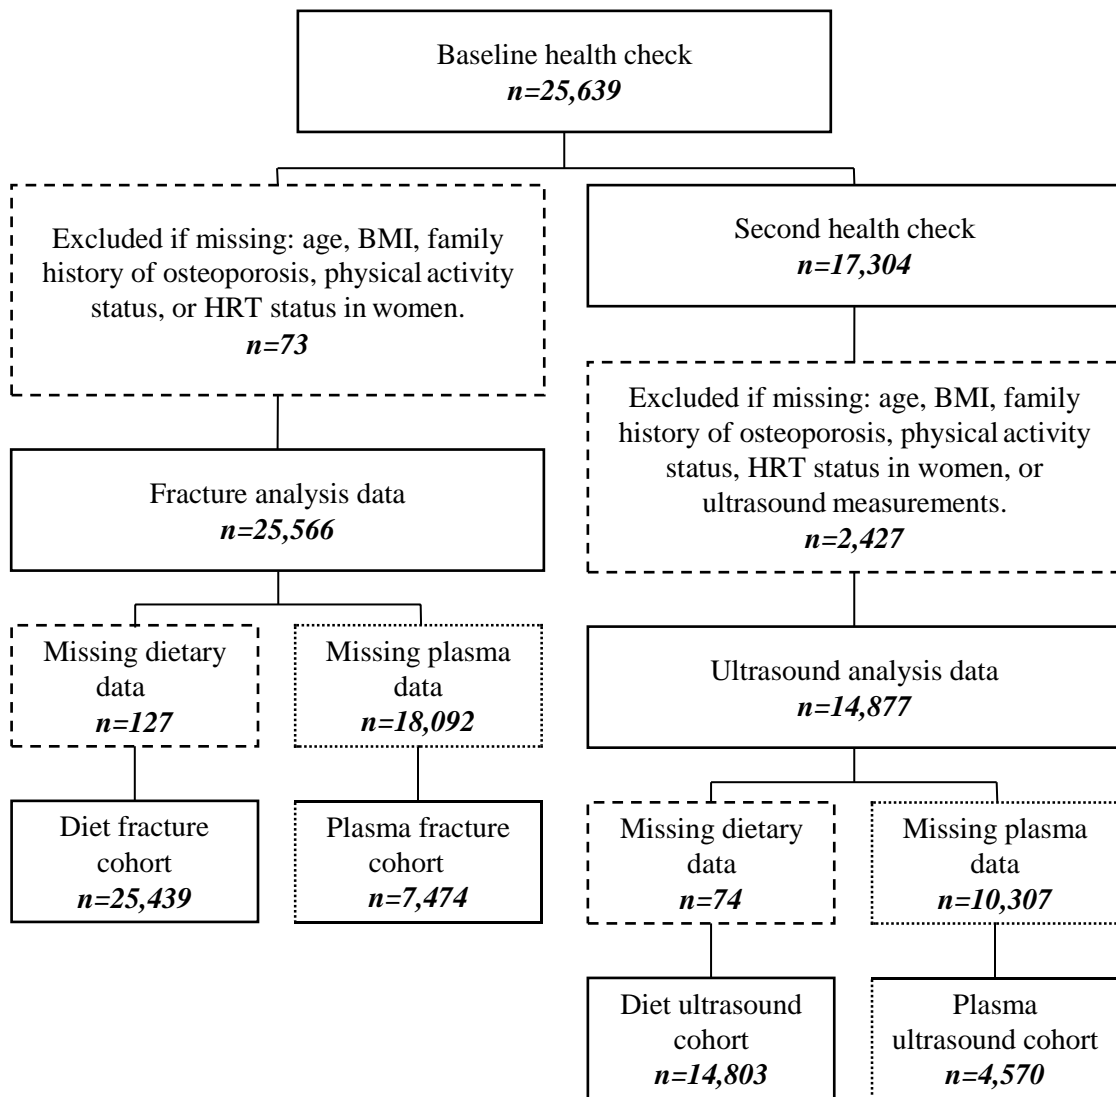 Baseline health check
n=25,639
Excluded if missing: age, BMI, family
history of osteoporosis, physical activity
status, or HRT status in women.
n=73
Second health check
n=17,304
Excluded if missing: age, BMI, family
history of osteoporosis, physical activity
status, HRT status in women, or
ultrasound measurements.
n=2,427
Fracture analysis data
n=25,566
Missing dietary
data
n=127
Missing plasma
data
n=18,092
Ultrasound analysis data
n=14,877
Diet fracture
cohort
n=25,439
Plasma fracture
cohort
n=7,474
Missing dietary
data
n=74
Missing plasma
data
n=10,307
Diet ultrasound
cohort
n=14,803
Plasma
ultrasound cohort
n=4,570